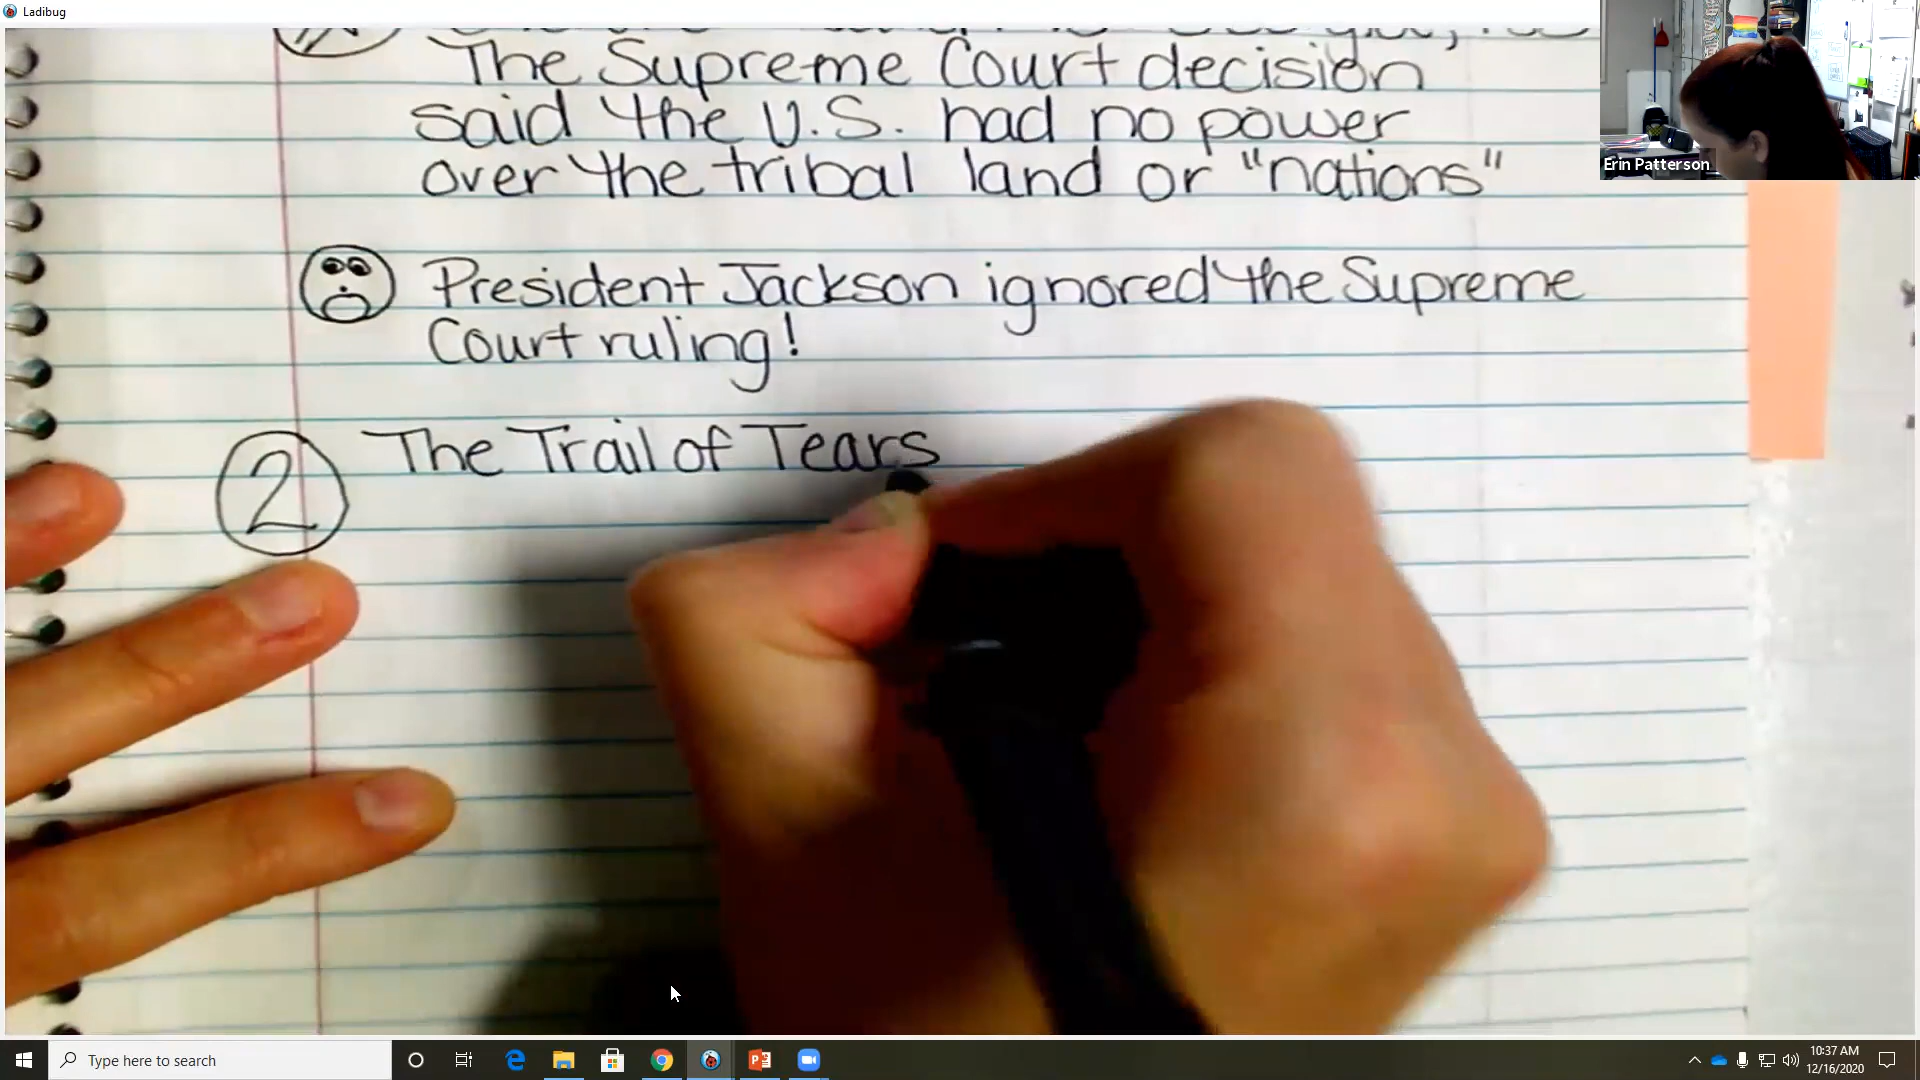 Ladibug
The Supreme Court decision
said the U.S. had no power
over the tribal land or "nations"
President Jackson ignored the Supreme
Court ruling!
2 The Trail of Tears
Erin Patterson
Type here to search
10:37 AM
12/16/2020